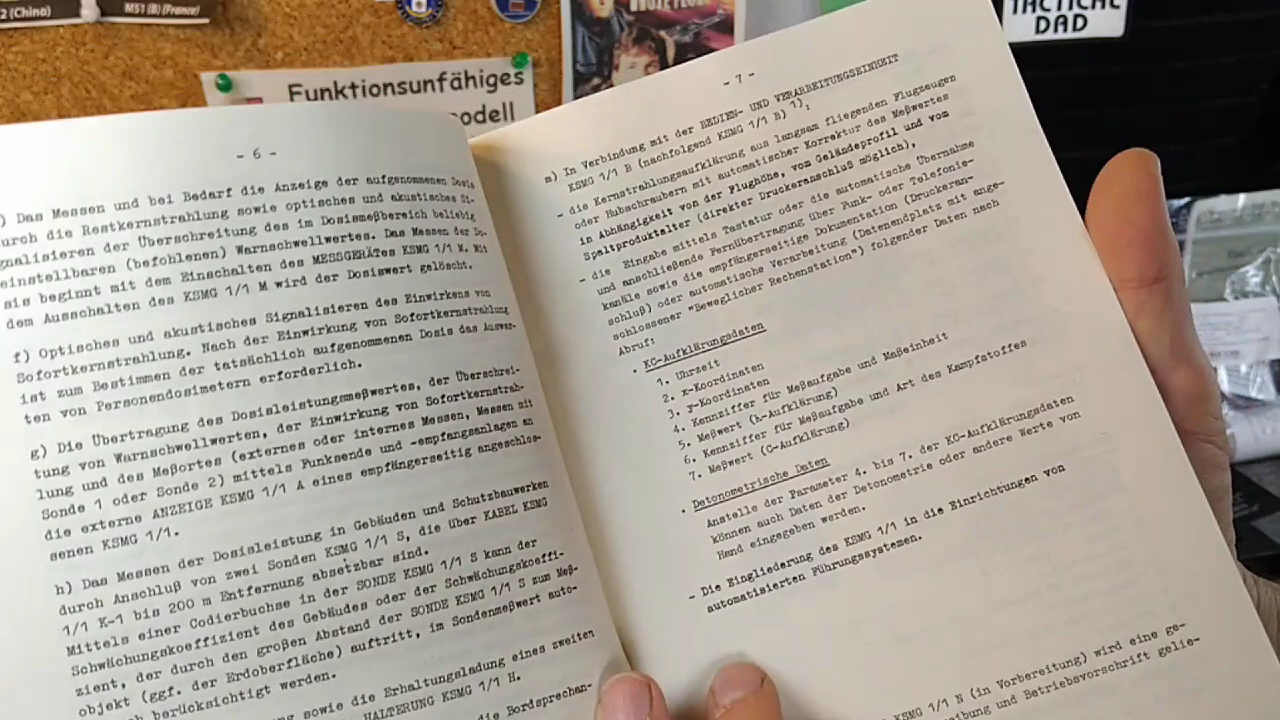 2 (China)
M51 (B) (France)
TACTICAL
DAD
Funktionsunfähiges
odell
- 6 -
) Das Messen und bei Bedarf die Anzeige der aufgenommenen Dosis
urch die Restkernstrahlung sowie optisches und akustisches Si-
gnalisieren der Überschreitung des im Dosismeßbereich beliebig
einstellbaren (befohlenen) Warnschwellwertes. Das Messen der Do-
sis beginnt mit dem Einschalten des MESSGERÄTes KSMG 1/1 M. Mit
dem Ausschalten des KSMG 1/1 M wird der Dosiswert gelöscht.
f) Optisches und akustisches Signalisieren des Einwirkens von
Sofortkernstrahlung. Nach der Einwirkung von Sofortkernstrahlung
ist zum Bestimmen der tatsächlich aufgenommenen Dosis das Auswer-
ten von Personendosimetern erforderlich.
g) Die Übertragung des Dosisleistungsmeßwertes, der Überschrei-
tung von Warnschwellwerten, der Einwirkung von Sofortkernstrah-
lung und des Meßortes (externes oder internes Messen, Messen mit
Sonde 1 oder Sonde 2) mittels Funksende und -empfangsanlagen an
die externe ANZEIGE KSMG 1/1 A eines empfängerseitig angeschlos-
senen KSMG 1/1.
h) Das Messen der Dosisleistung in Gebäuden und Schutzbauwerken
durch Anschluß von zwei Sonden KSMG 1/1 S, die über KABEL KSMG
1/1 K-1 bis 200 m Entfernung absetzbar sind.
Mittels einer Codierbuchse in der SONDE KSMG 1/1 S kann der
Schwächungskoeffizient des Gebäudes oder der Schwächungskoeffi-
zient, der durch den großen Abstand der SONDE KSMG 1/1 S zum Meß-
objekt (ggf. der Erdoberfläche) auftritt, im Sondenmeßwert auto-
h berücksichtigt werden.
ung sowie die Erhaltungsladung eines zweiten
HALTERUNG KSMG 1/1 H.
die Bordsprechan-
- 7 -
m) In Verbindung mit der BEDIEN- UND VERARBEITUNGSEINHEIT
KSMG 1/1 B (nachfolgend KSMG 1/1 B) 1):
- die Kernstrahlungsaufklärung aus langsam fliegenden Flugzeugen
oder Hubschraubern mit automatischer Korrektur des Meßwertes
in Abhängigkeit von der Flughöhe, vom Geländeprofil und vom
Spaltproduktalter (direkter Druckeranschluß möglich),
- die Eingabe mittels Tastatur oder die automatische Übernahme
und anschließende Fernübertragung über Funk- oder Telefonie-
kanäle sowie die empfängerseitige Dokumentation (Druckeran-
schluß) oder automatische Verarbeitung (Datenendplatz mit ange-
schlossener "Beweglicher Rechenstation") folgender Daten nach
Abruf:
. KC-Aufklärungsdaten
1. Uhrzeit
2. x-Koordinaten
3. y-Koordinaten
4. Kennziffer für Meßaufgabe und Maßeinheit
5. Meßwert (k-Aufklärung)
6. Kennziffer für Meßaufgabe und Art des Kampfstoffes
7. Meßwert (C-Aufklärung)
. Detonometrische Daten
Anstelle der Parameter 4. bis 7. der KC-Aufklärungsdaten
können auch Daten der Detonometrie oder andere Werte von
Hand eingegeben werden.
- Die Eingliederung des KSMG 1/1 in die Einrichtungen von
automatisierten Führungssystemen.
KSMG 1/1 N (in Vorbereitung) wird eine ge-
eibung und Betriebsvorschrift gelie-